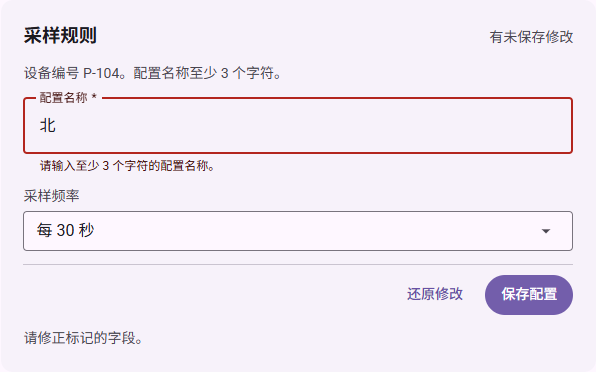 采样规则
有未保存修改
设备编号 P-104。配置名称至少 3 个字符。
配置名称 *
北
请输入至少 3 个字符的配置名称。
采样频率
每 30 秒
还原修改
保存配置
请修正标记的字段。